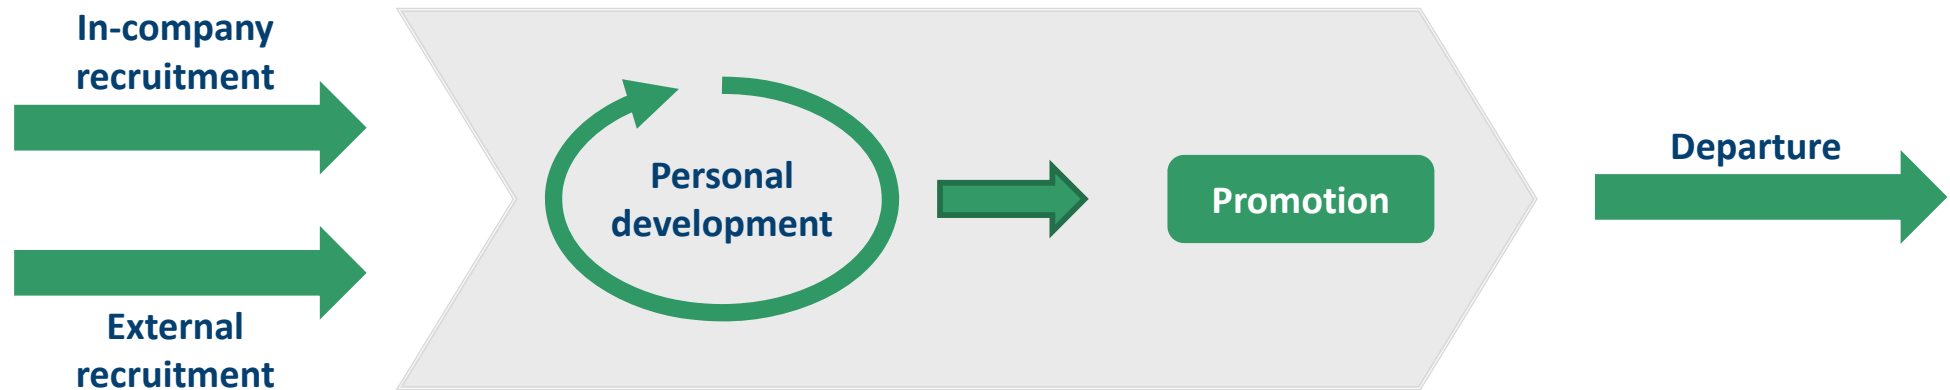 In-company
recruitment
External
recruitment
Personal
development
Promotion
Departure